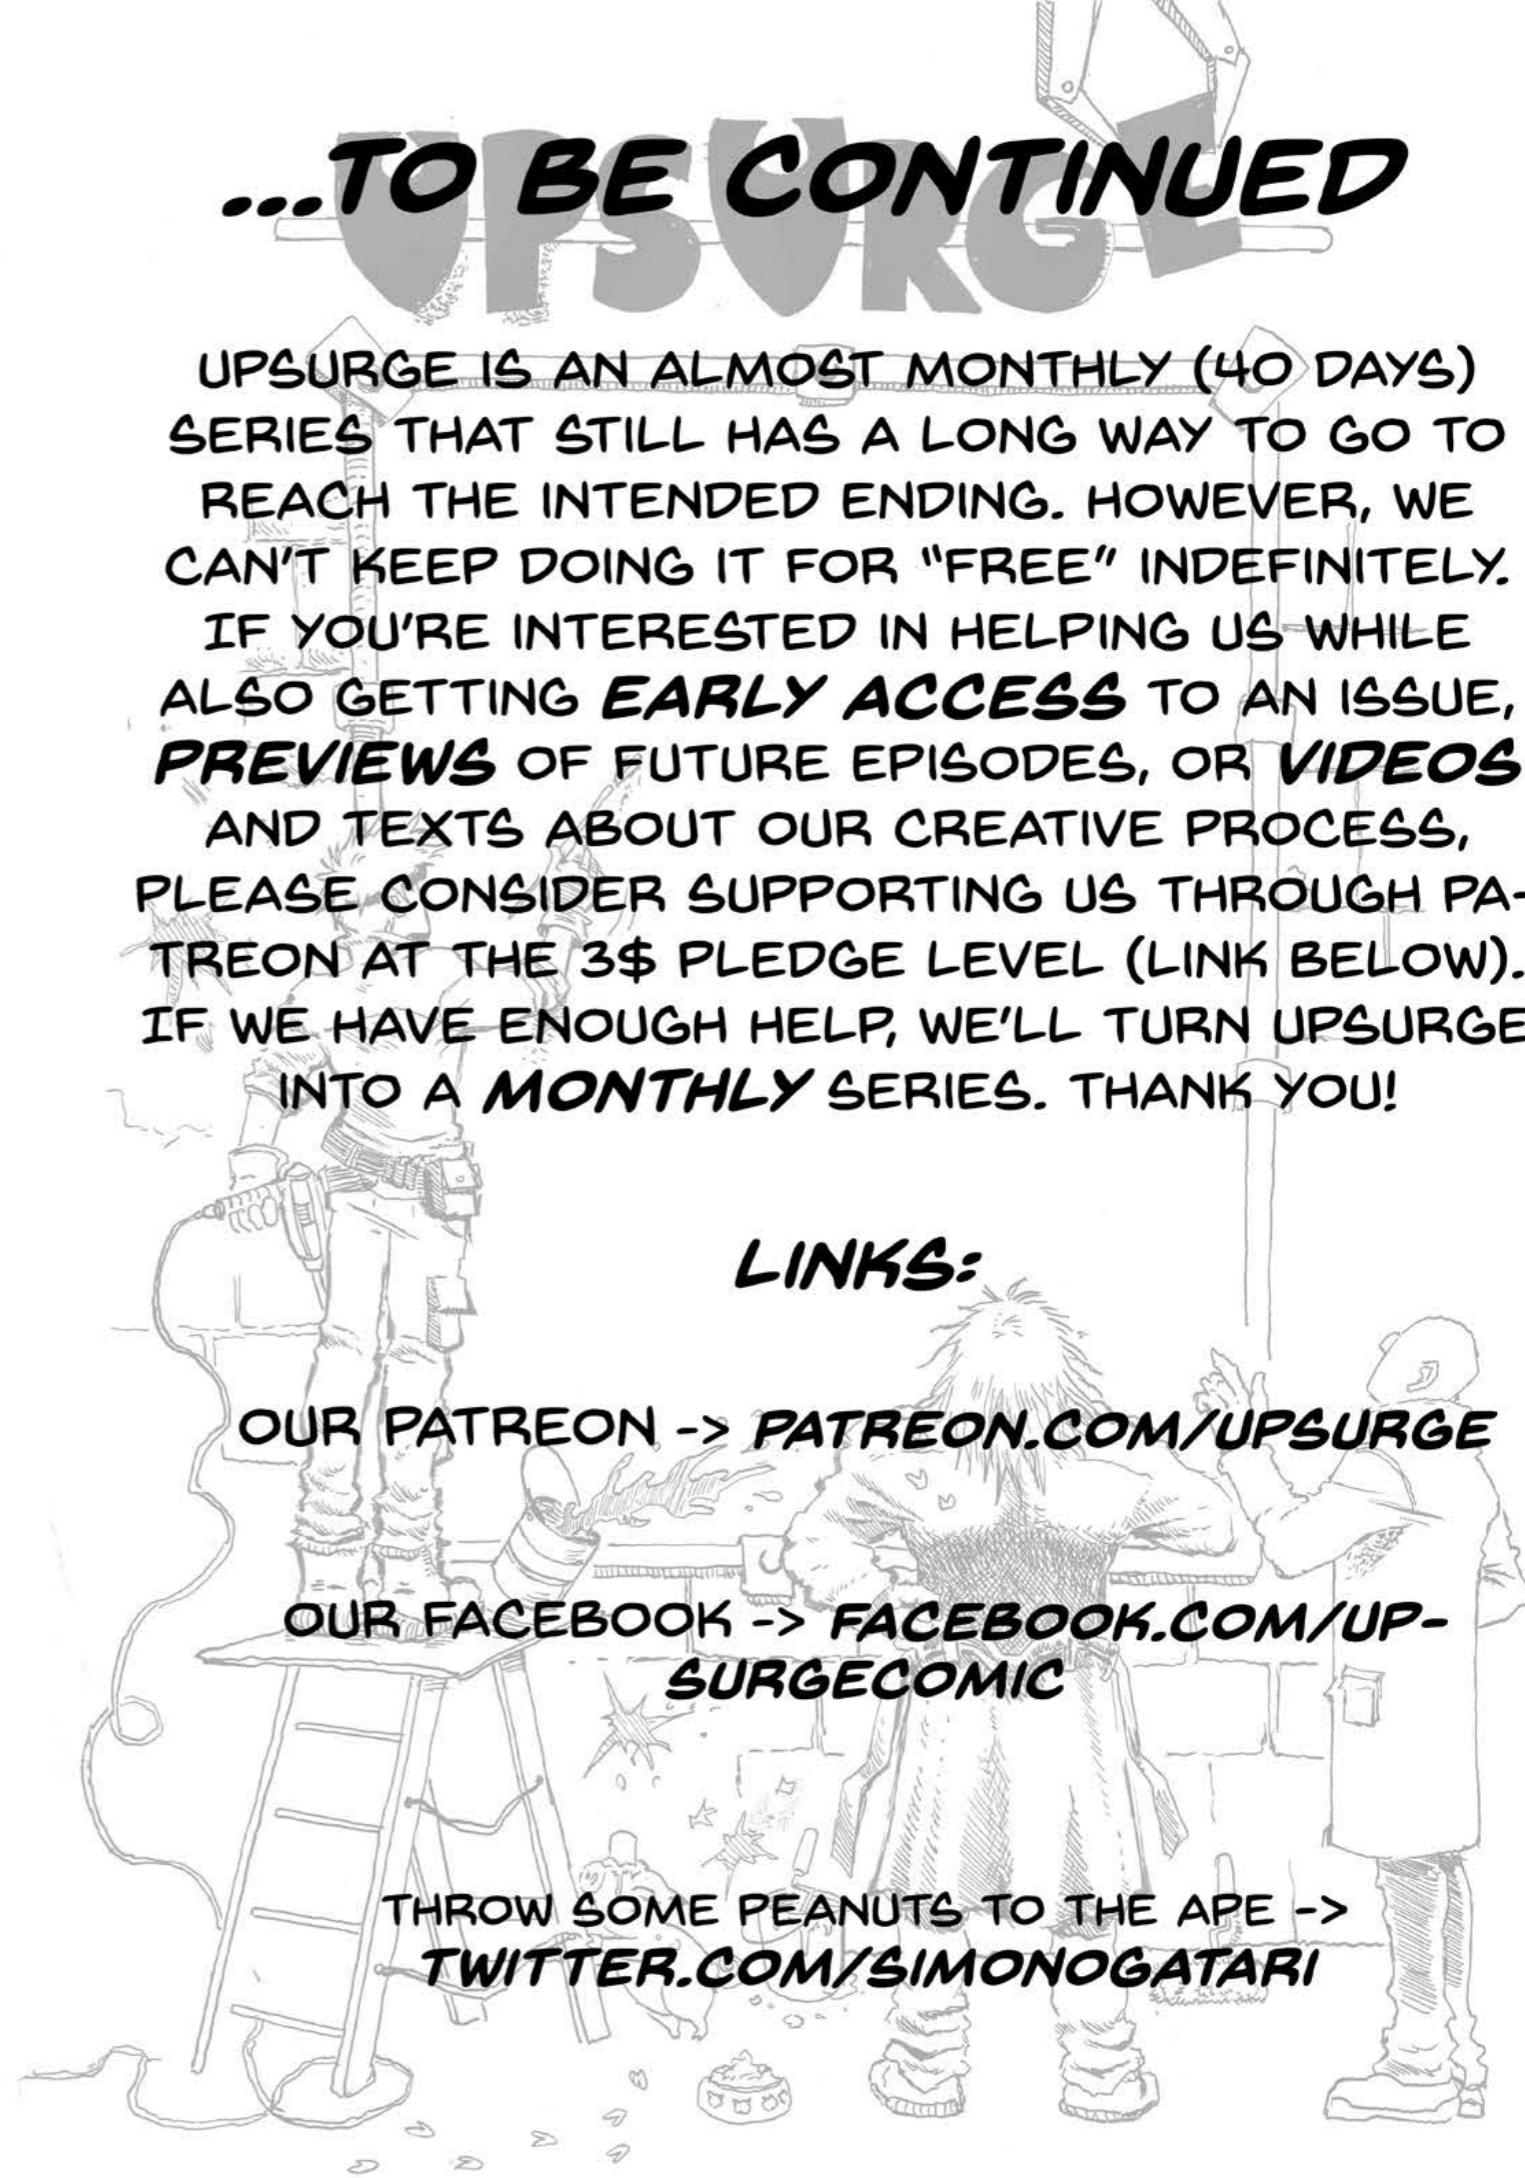 UPSURGE
...TO BE CONTINUED
UPSURGE IS AN ALMOST MONTHLY (40 DAYS)
SERIES THAT STILL HAS A LONG WAY TO GO TO
REACH THE INTENDED ENDING. HOWEVER, WE
CAN'T KEEP DOING IT FOR "FREE" INDEFINITELY.
IF YOU'RE INTERESTED IN HELPING US WHILE
ALSO GETTING EARLY ACCESS TO AN ISSUE,
PREVIEWS OF FUTURE EPISODES, OR VIDEOS
AND TEXTS ABOUT OUR CREATIVE PROCESS,
PLEASE CONSIDER SUPPORTING US THROUGH PA-
TREON AT THE 3$ PLEDGE LEVEL (LINK BELOW).
IF WE HAVE ENOUGH HELP, WE'LL TURN UPSURGE
INTO A MONTHLY SERIES. THANK YOU!
LINKS:
OUR PATREON -> PATREON.COM/UPSURGE
OUR FACEBOOK -> FACEBOOK.COM/UP-
SURGECOMIC
THROW SOME PEANUTS TO THE APE ->
TWITTER.COM/SIMONOGATARI